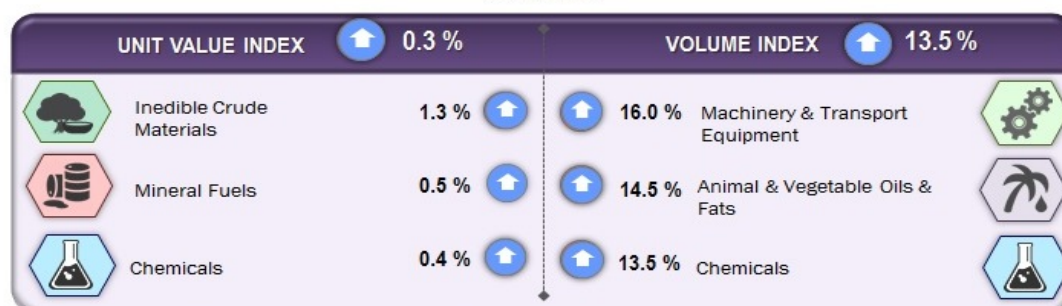 UNIT VALUE INDEX 0.3 %
VOLUME INDEX 13.5 %
Inedible Crude
Materials
1.3 %
Mineral Fuels
0.5 %
Chemicals
0.4 %
16.0 %
Machinery & Transport
Equipment
14.5 %
Animal & Vegetable Oils &
Fats
13.5 %
Chemicals